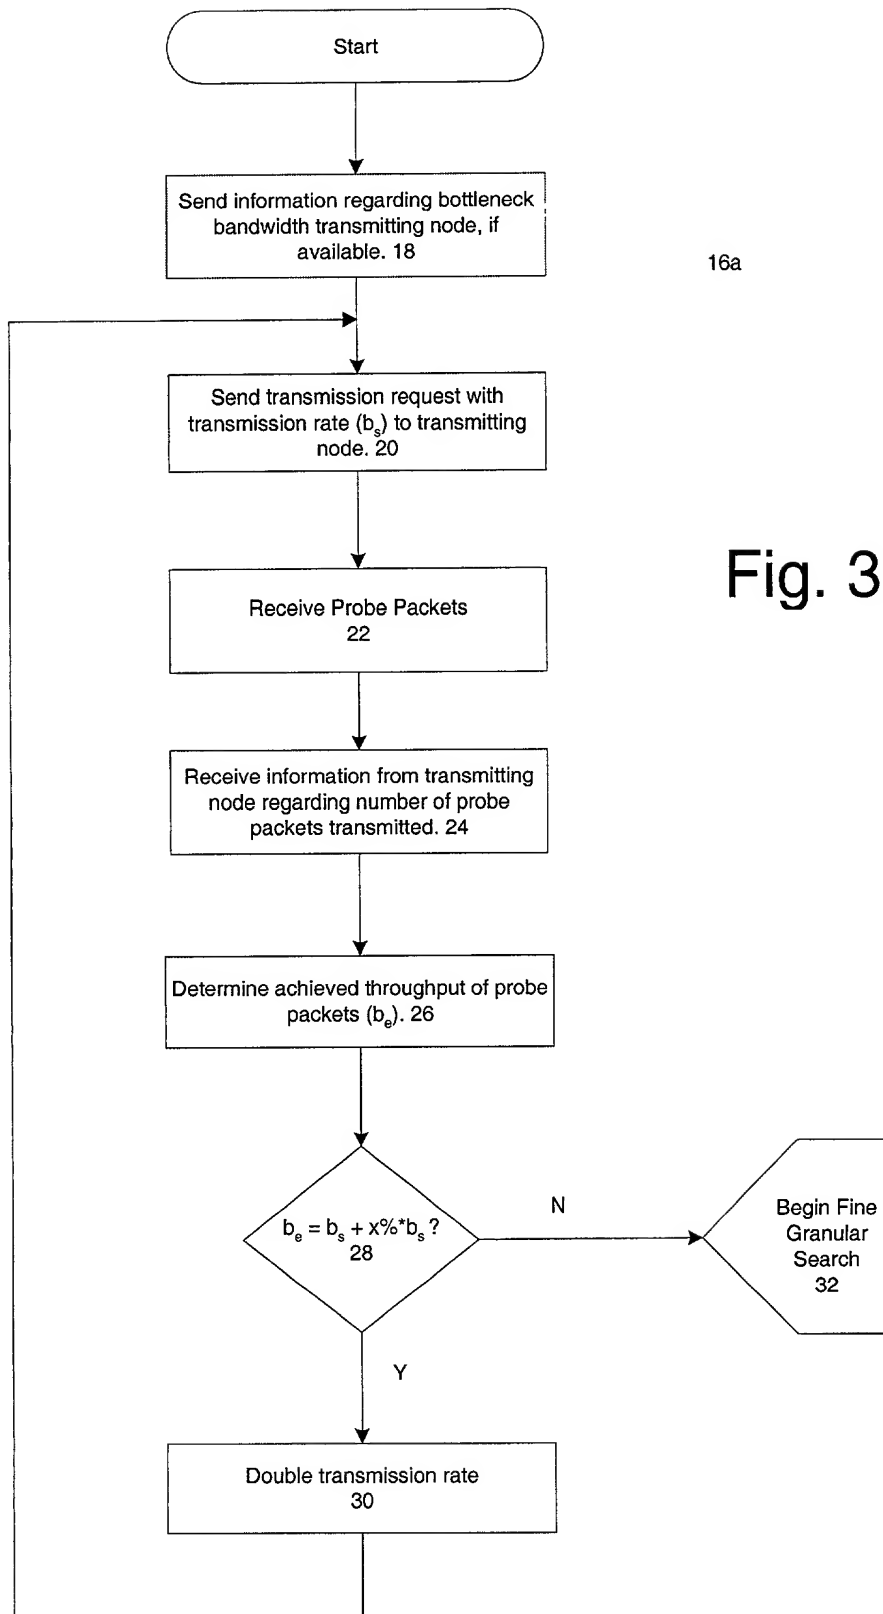 Start
Send information regarding bottleneck
bandwidth transmitting node, if
available. 18
16a
Send transmission request with
transmission rate (bs) to transmitting
node. 20
Fig. 3
Receive Probe Packets
22
Receive information from transmitting
node regarding number of probe
packets transmitted. 24
Determine achieved throughput of probe
packets (be). 26
be = bs + x%*bs ?
28
N
Begin Fine
Granular
Search
32
Y
Double transmission rate
30